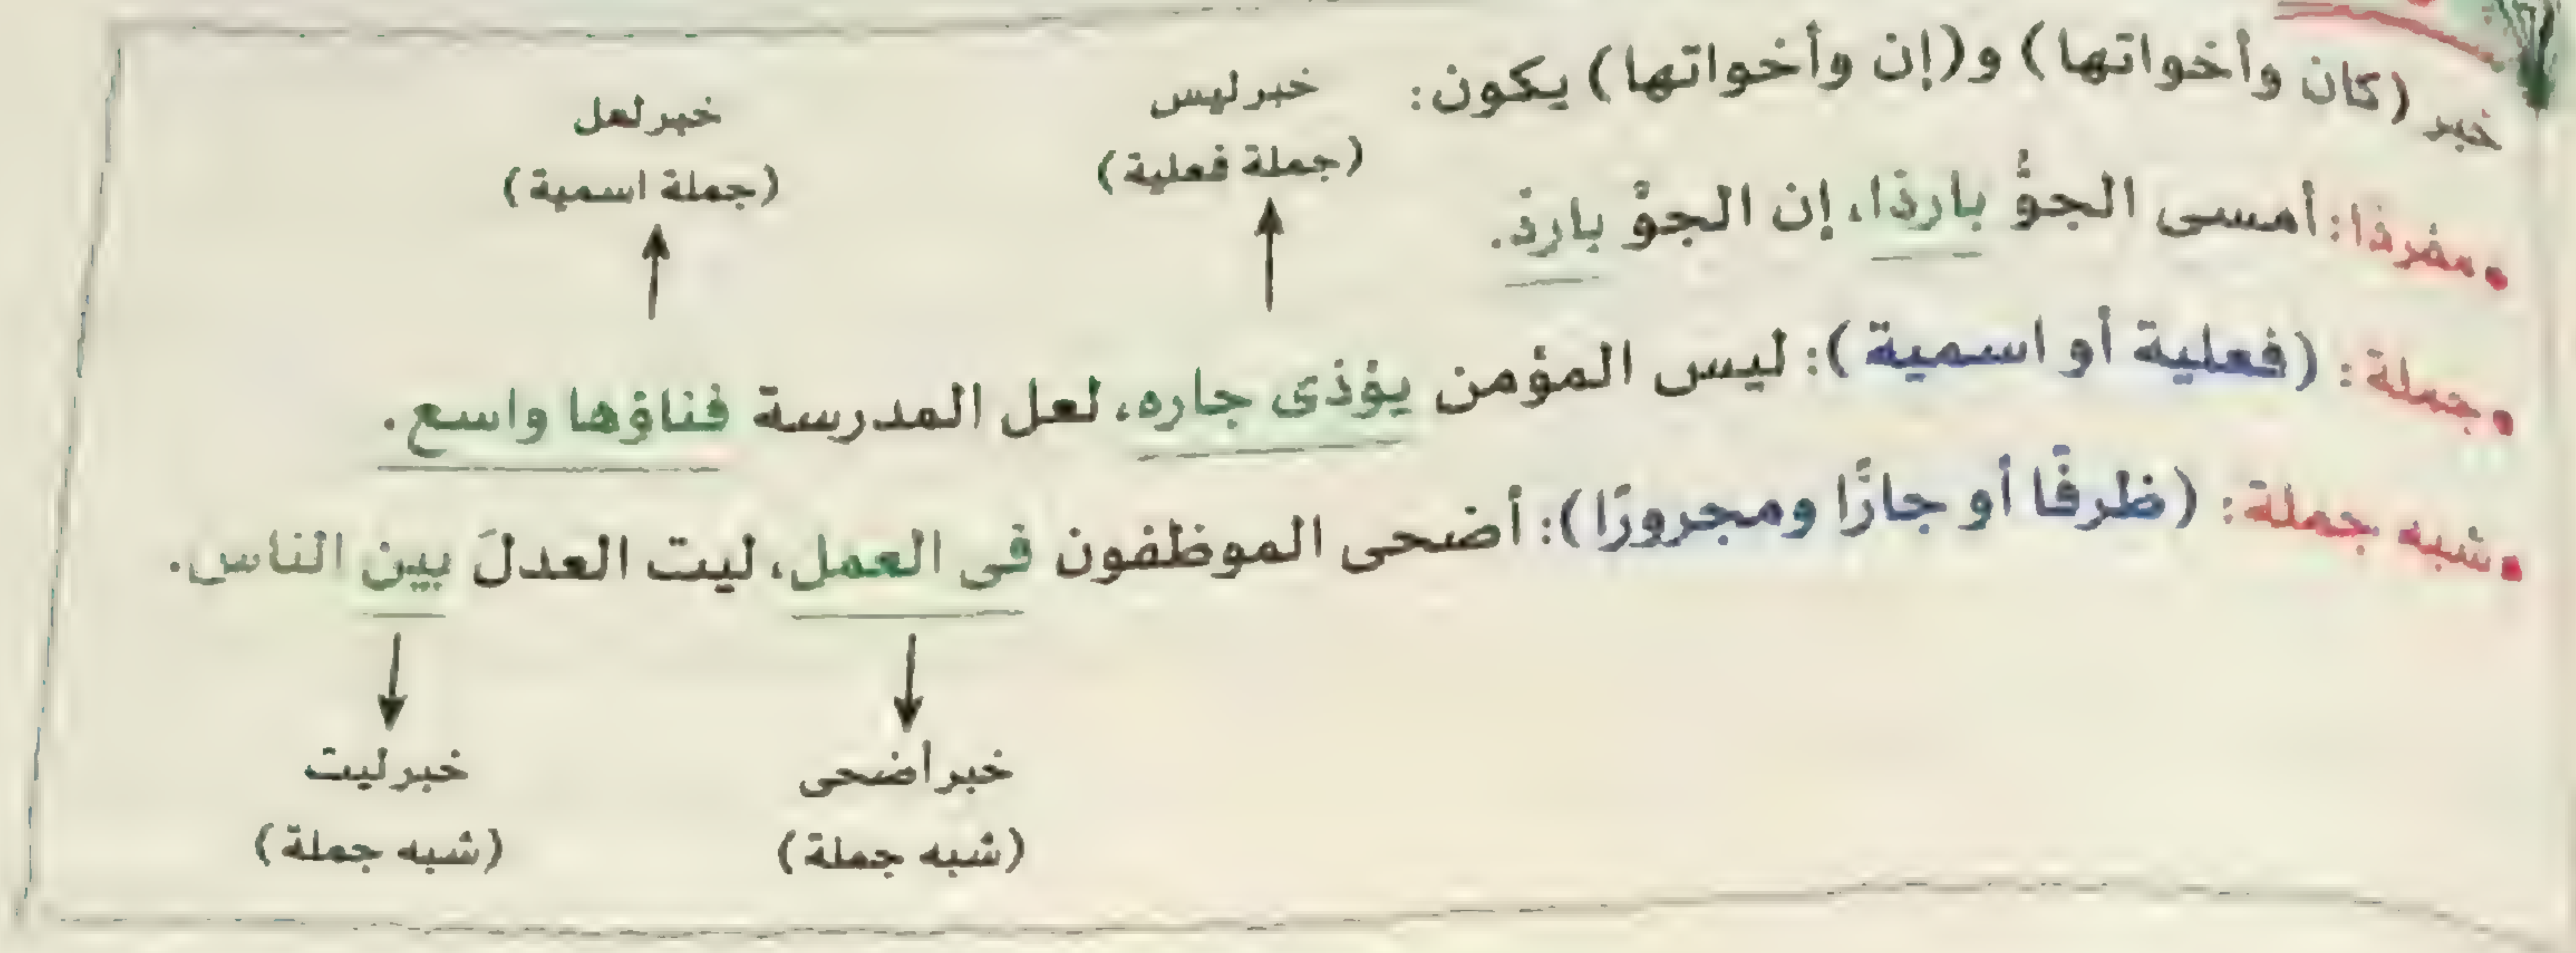 خبر (كان وأخواتها) و(إن وأخواتها) يكون:
خبر ليس
(جملة فعلية)
خبر لعل
(جملة اسمية)
• مفردًا: أمسى الجوُّ باردًا، إن الجوَّ باردٌ.
• جملة: (فعلية أو اسمية): ليس المؤمن يؤذى جاره، لعل المدرسة فناؤها واسع.
• شبه جملة: (ظرفًا أو جارًّا ومجرورًا): أضحى الموظفون فى العمل، ليت العدلَ بين الناس.
خبر أضحى
(شبه جملة)
خبر ليت
(شبه جملة)